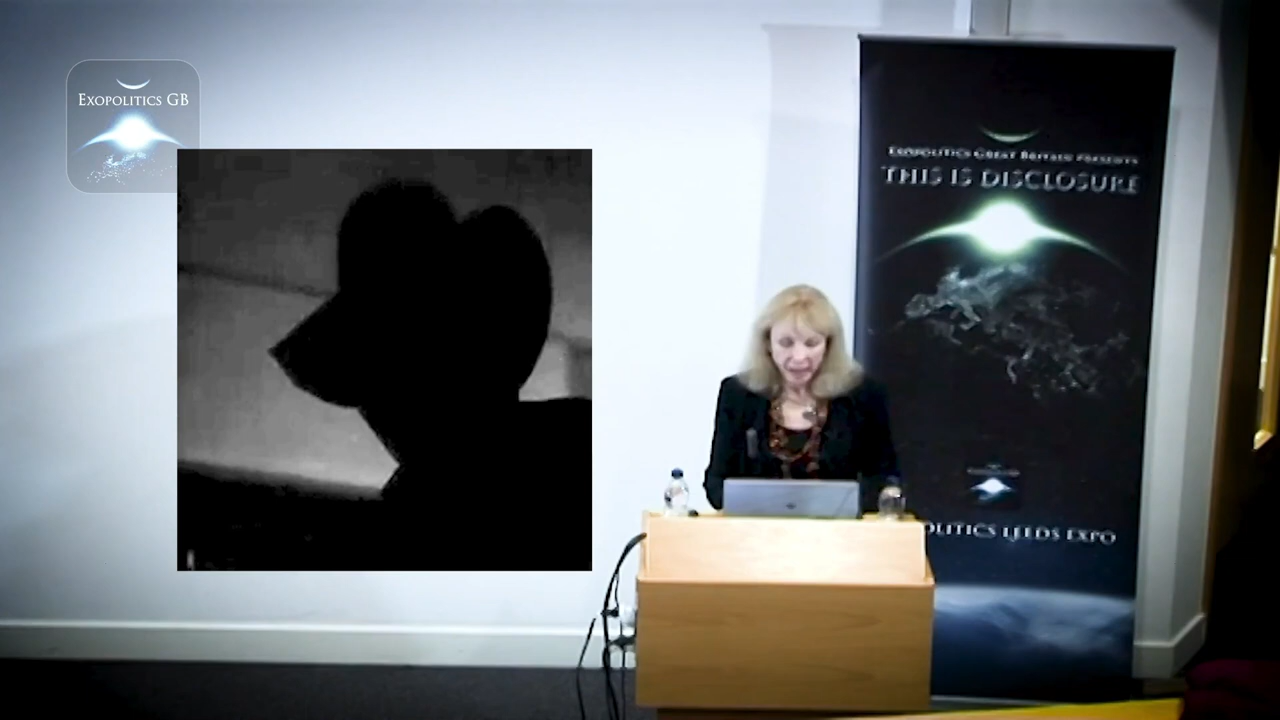 Exopolitics GB
Exopolitics Great Britain presents
This is Disclosure
olitics Leeds Expo